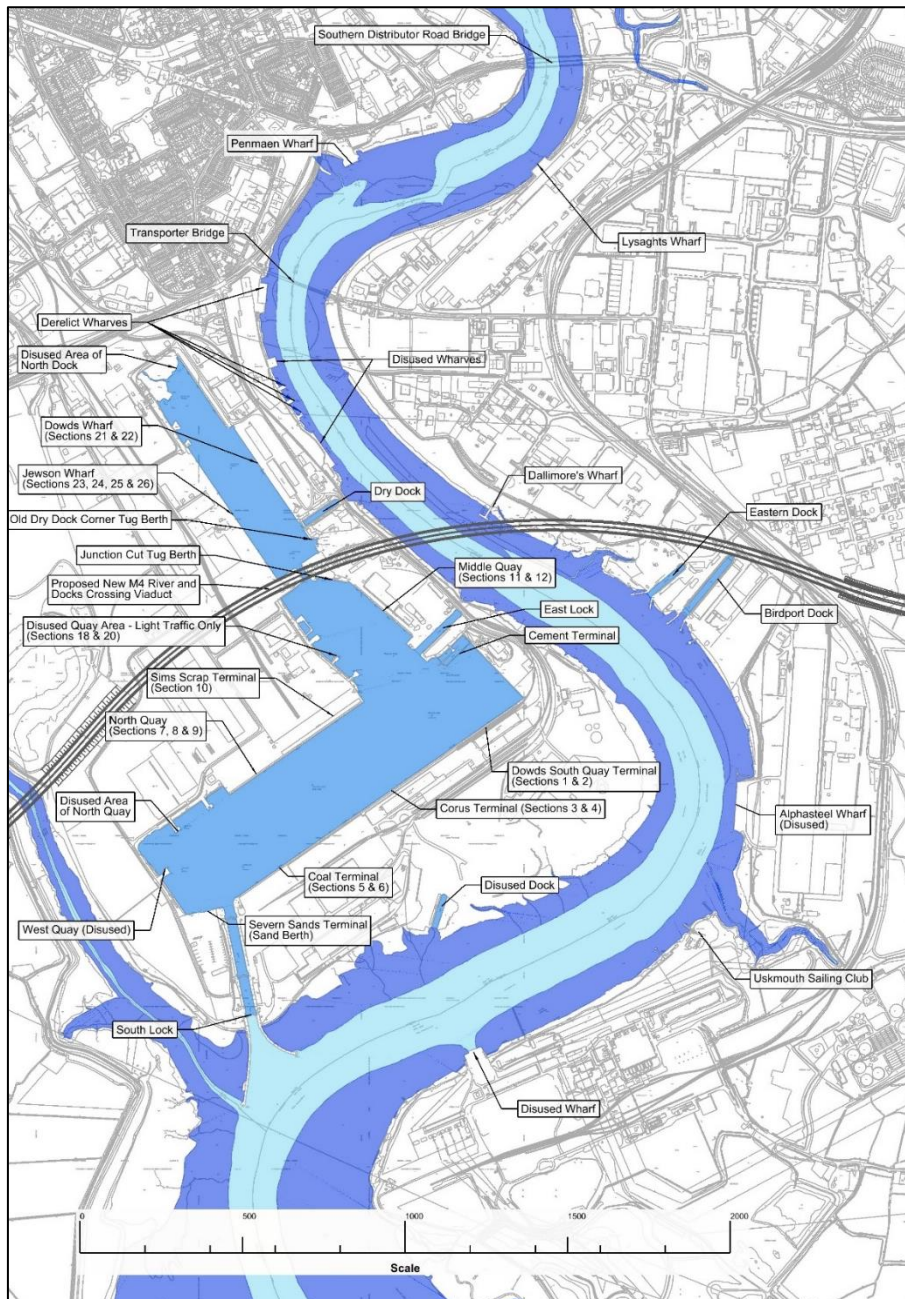 Southern Distributor Road Bridge
Penmaen Wharf
Transporter Bridge
Lysaghts Wharf
Derelict Wharves
Disused Area of
North Dock
Disused Wharves
Dowds Wharf
(Sections 21 & 22)
Jewson Wharf
(Sections 23, 24, 25 & 26)
Dry Dock
Dallimore's Wharf
Eastern Dock
Old Dry Dock Corner Tug Berth
Junction Cut Tug Berth
Middle Quay
(Sections 11 & 12)
Proposed New M4 River and
Docks Crossing Viaduct
East Lock
Birdport Dock
Disused Quay Area - Light Traffic Only
(Sections 18 & 20)
Cement Terminal
Sims Scrap Terminal
(Section 10)
North Quay
(Sections 7, 8 & 9)
Dowds South Quay Terminal
(Sections 1 & 2)
Disused Area
of North Quay
Corus Terminal (Sections 3 & 4)
Alphasteel Wharf
(Disused)
Coal Terminal
(Sections 5 & 6)
Disused Dock
West Quay (Disused)
Severn Sands Terminal
(Sand Berth)
Uskmouth Sailing Club
South Lock
Disused Wharf
0 500 1000 1500 2000
Scale